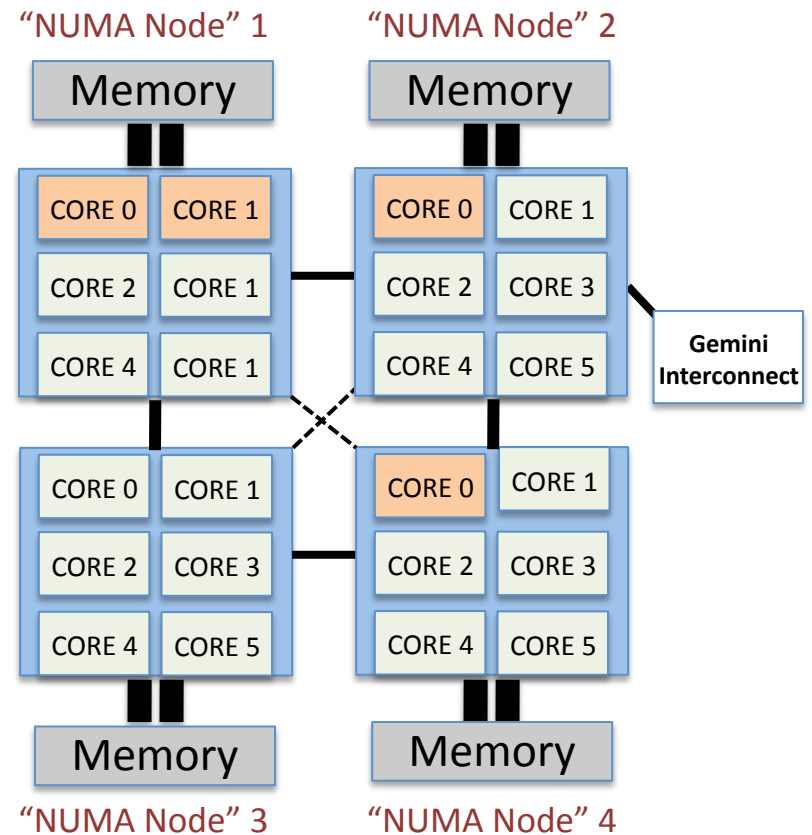 “NUMA Node” 1
“NUMA Node” 2
Memory
Memory
CORE 0
CORE 1
CORE 2
CORE 1
CORE 4
CORE 1
CORE 0
CORE 1
CORE 2
CORE 3
CORE 4
CORE 5
Gemini
Interconnect
CORE 0
CORE 1
CORE 2
CORE 3
CORE 4
CORE 5
CORE 0
CORE 1
CORE 2
CORE 3
CORE 4
CORE 5
Memory
Memory
“NUMA Node” 3
“NUMA Node” 4